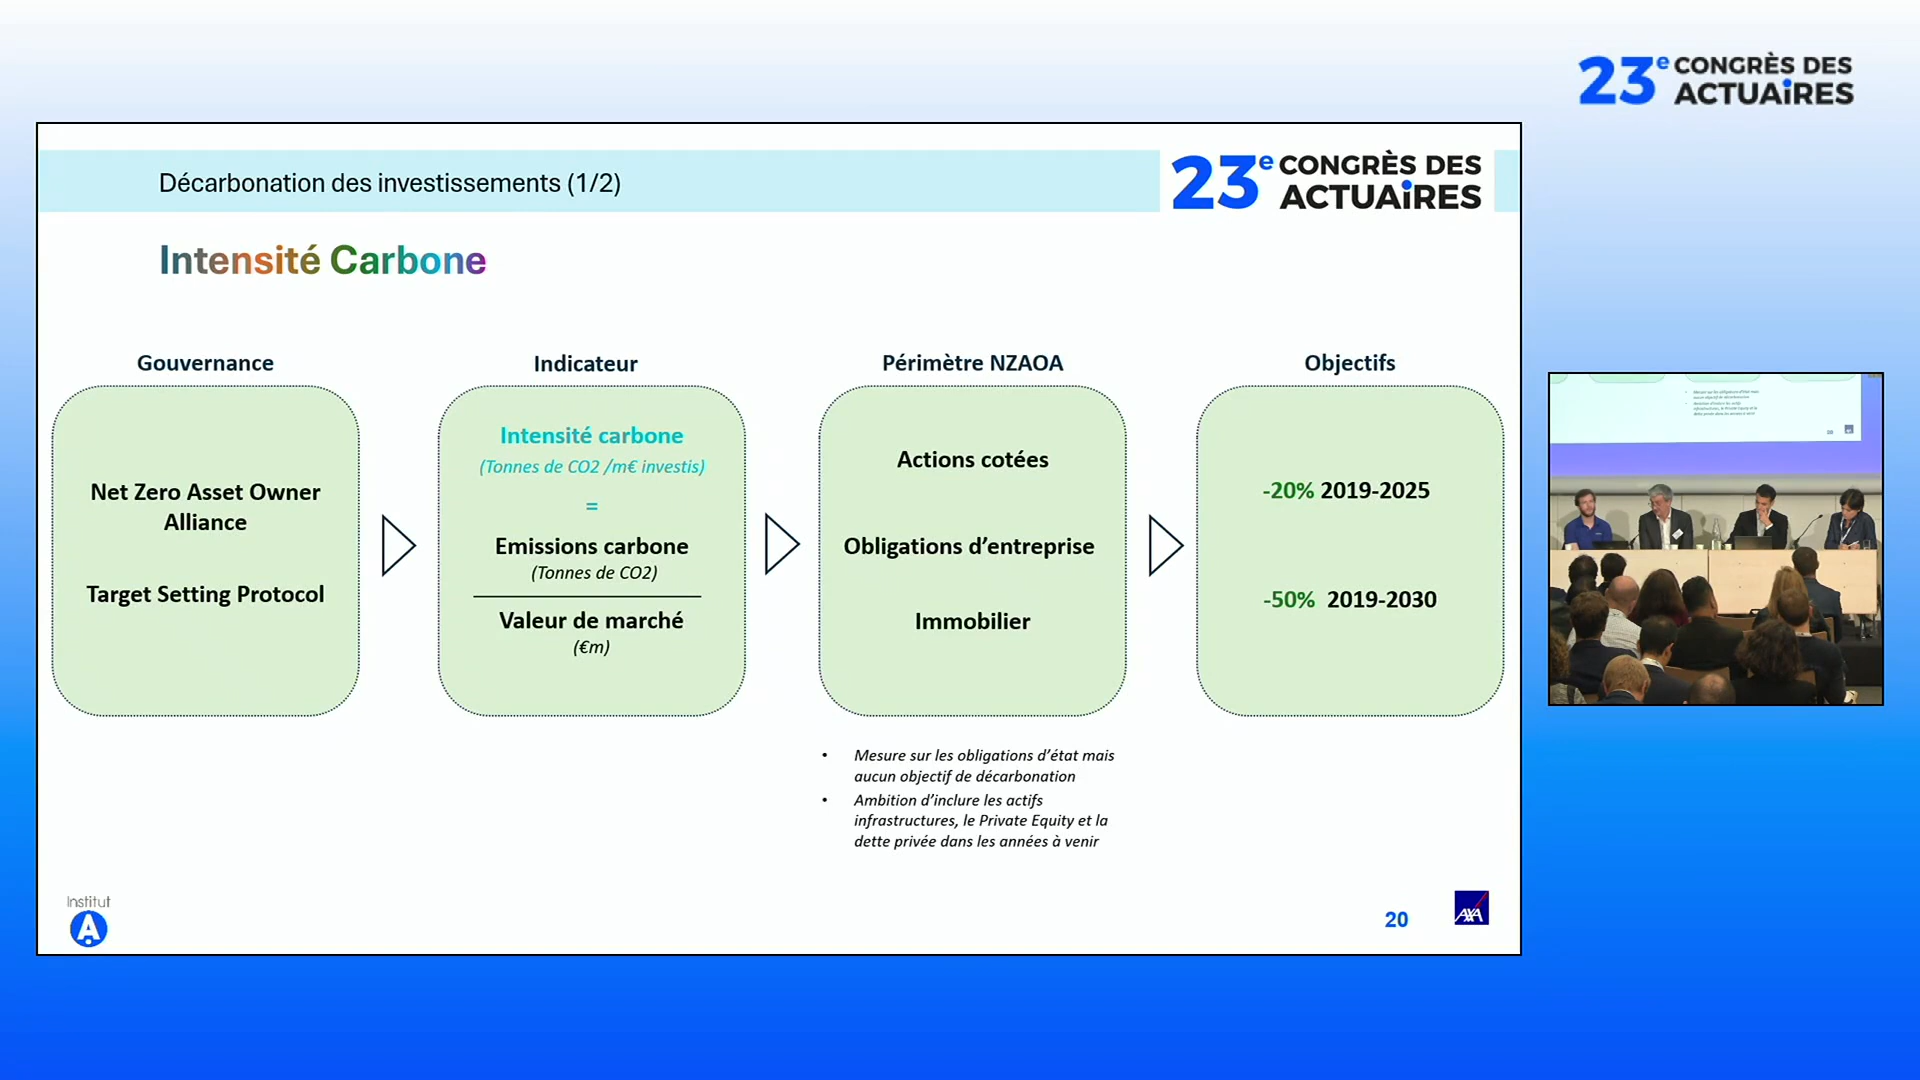 23e CONGRÈS DES
ACTUAiRES
Décarbonation des investissements (1/2)
23e CONGRÈS DES
ACTUAiRES
Intensité Carbone
Gouvernance
Net Zero Asset Owner
Alliance
Target Setting Protocol
Indicateur
Intensité carbone
(Tonnes de CO2 /m€ investis)
=
Emissions carbone
(Tonnes de CO2)
Valeur de marché
(€m)
Périmètre NZAOA
Actions cotées
Obligations d’entreprise
Immobilier
Objectifs
-20% 2019-2025
-50% 2019-2030
• Mesure sur les obligations d’état mais
aucun objectif de décarbonation
• Ambition d’inclure les actifs
infrastructures, le Private Equity et la
dette privée dans les années à venir
Institut
A
20
AXA